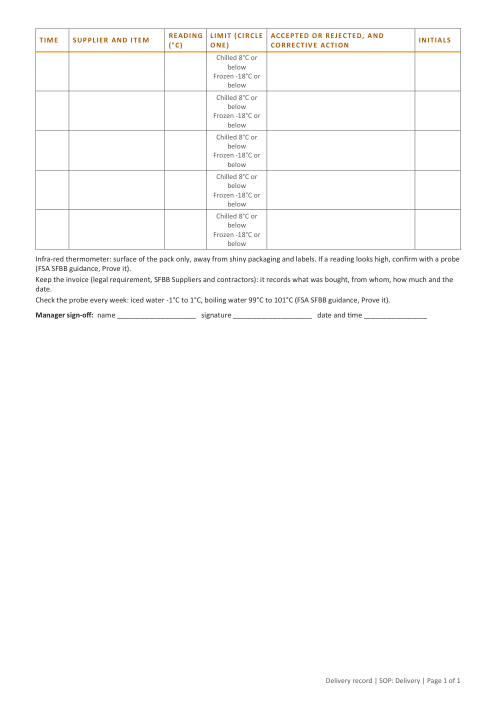 TIME SUPPLIER AND ITEM READING (°C) LIMIT (CIRCLE ONE) ACCEPTED OR REJECTED, AND CORRECTIVE ACTION INITIALS
Chilled 8°C or
below
Frozen -18°C or
below
Chilled 8°C or
below
Frozen -18°C or
below
Chilled 8°C or
below
Frozen -18°C or
below
Chilled 8°C or
below
Frozen -18°C or
below
Chilled 8°C or
below
Frozen -18°C or
below
Infra-red thermometer: surface of the pack only, away from shiny packaging and labels. If a reading looks high, confirm with a probe
(FSA SFBB guidance, Prove it).
Keep the invoice (legal requirement, SFBB Suppliers and contractors): it records what was bought, from whom, how much and the
date.
Check the probe every week: iced water -1°C to 1°C, boiling water 99°C to 101°C (FSA SFBB guidance, Prove it).
Manager sign-off: name ____________________ signature ____________________ date and time ________________
Delivery record | SOP: Delivery | Page 1 of 1